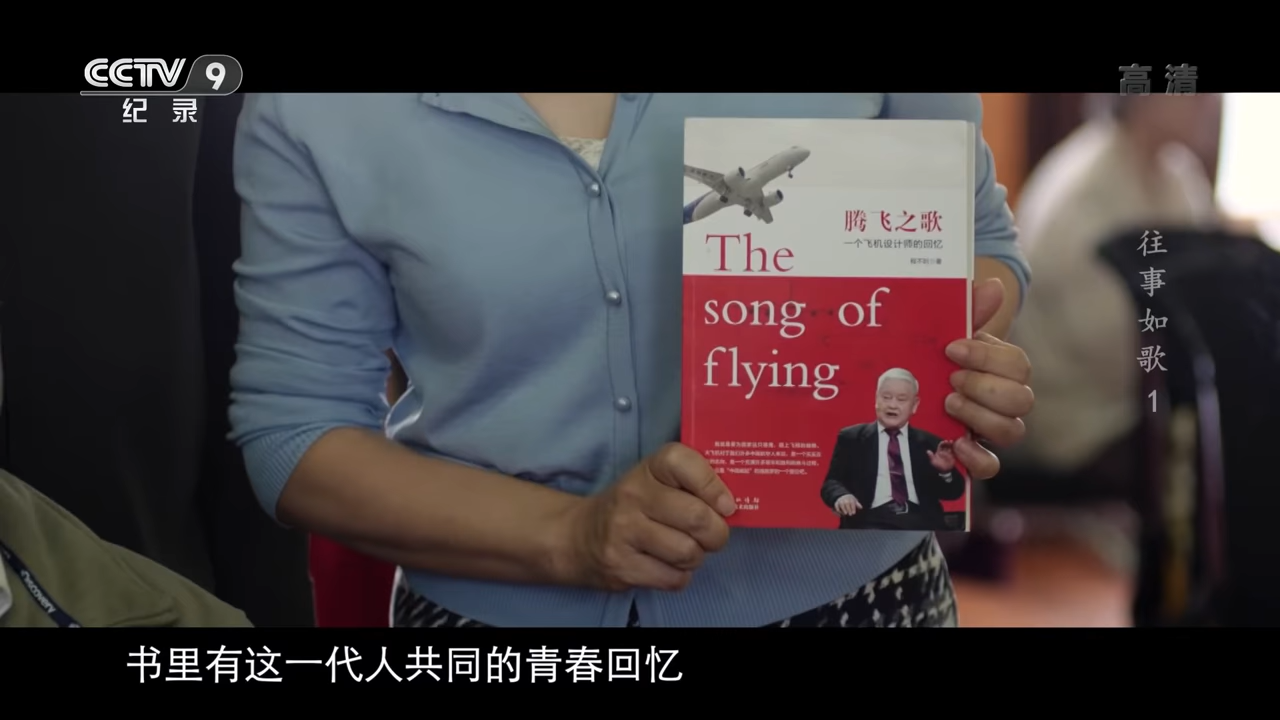 CCTV 9
纪录
高清
腾飞之歌
一个飞机设计师的回忆
The
song of
flying
往事如歌 1
discovery
书里有这一代人共同的青春回忆